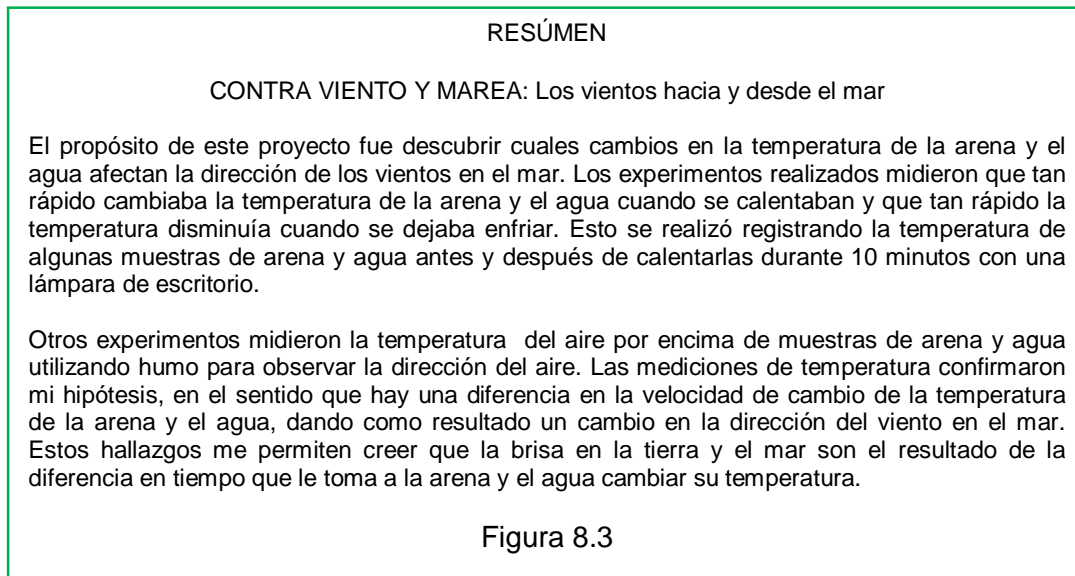 RESÚMEN
CONTRA VIENTO Y MAREA: Los vientos hacia y desde el mar
El propósito de este proyecto fue descubrir cuales cambios en la temperatura de la arena y el
agua afectan la dirección de los vientos en el mar. Los experimentos realizados midieron que tan
rápido cambiaba la temperatura de la arena y el agua cuando se calentaban y que tan rápido la
temperatura disminuía cuando se dejaba enfriar. Esto se realizó registrando la temperatura de
algunas muestras de arena y agua antes y después de calentarlas durante 10 minutos con una
lámpara de escritorio.
Otros experimentos midieron la temperatura del aire por encima de muestras de arena y agua
utilizando humo para observar la dirección del aire. Las mediciones de temperatura confirmaron
mi hipótesis, en el sentido que hay una diferencia en la velocidad de cambio de la temperatura
de la arena y el agua, dando como resultado un cambio en la dirección del viento en el mar.
Estos hallazgos me permiten creer que la brisa en la tierra y el mar son el resultado de la
diferencia en tiempo que le toma a la arena y el agua cambiar su temperatura.
Figura 8.3